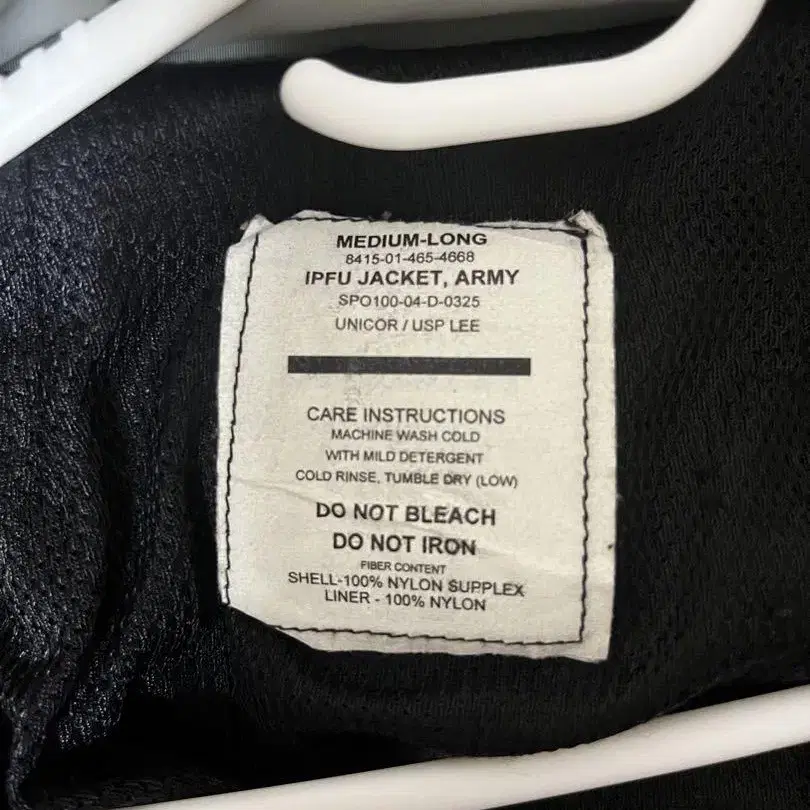 MEDIUM-LONG
8415-01-465-4668
IPFU JACKET, ARMY
SPO100-04-D-0325
UNICOR / USP LEE
CARE INSTRUCTIONS
MACHINE WASH COLD
WITH MILD DETERGENT
COLD RINSE, TUMBLE DRY (LOW)
DO NOT BLEACH
DO NOT IRON
FIBER CONTENT
SHELL-100% NYLON SUPPLEX
LINER - 100% NYLON